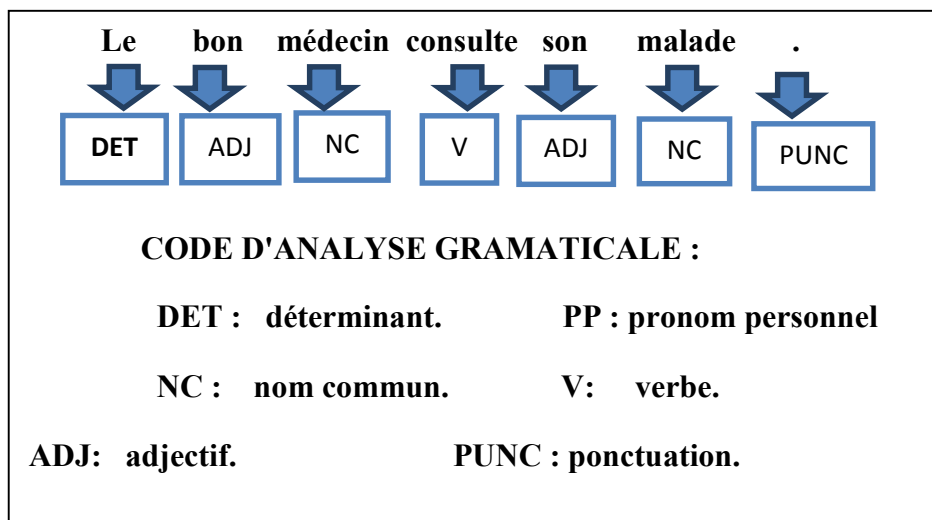 Le bon médecin consulte son malade .
DET ADJ NC V ADJ NC PUNC
CODE D'ANALYSE GRAMATICALE :
DET : déterminant. PP : pronom personnel
NC : nom commun. V: verbe.
ADJ: adjectif. PUNC : ponctuation.